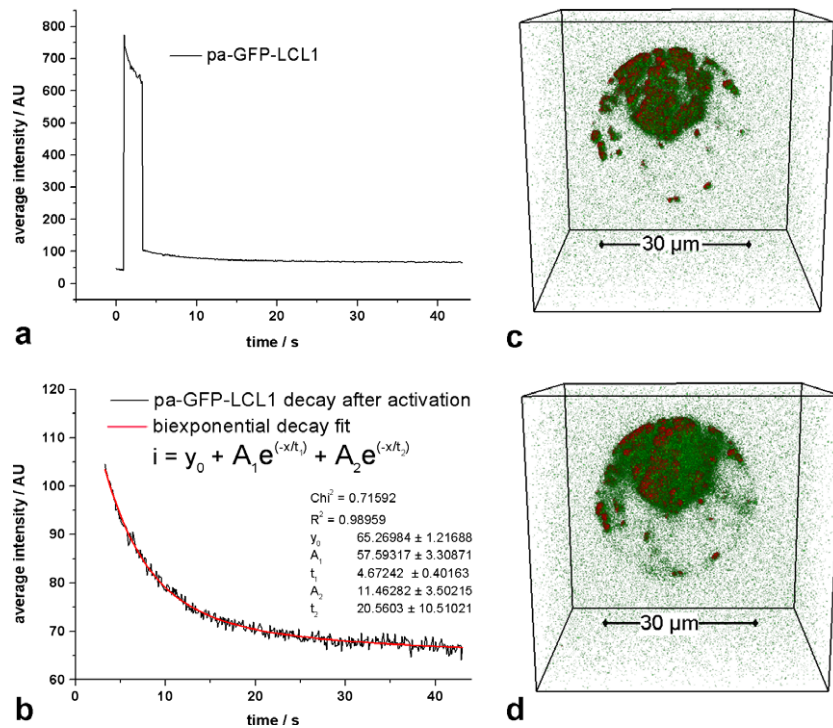 800
700
600
500
400
300
200
100
0
average intensity / AU
pa-GFP-LCL1
0 10 20 30 40
time / s
a
30 µm
c
120
110
100
90
80
70
60
average intensity / AU
pa-GFP-LCL1 decay after activation
biexponential decay fit
i = y₀ + A₁e^(-x/t₁) + A₂e^(-x/t₂)
Chi² = 0.71592
R² = 0.98959
y₀ 65.26984 ± 1.21688
A₁ 57.59317 ± 3.30871
t₁ 4.67242 ± 0.40163
A₂ 11.46282 ± 3.50215
t₂ 20.5603 ± 10.51021
0 10 20 30 40
time / s
b
30 µm
d